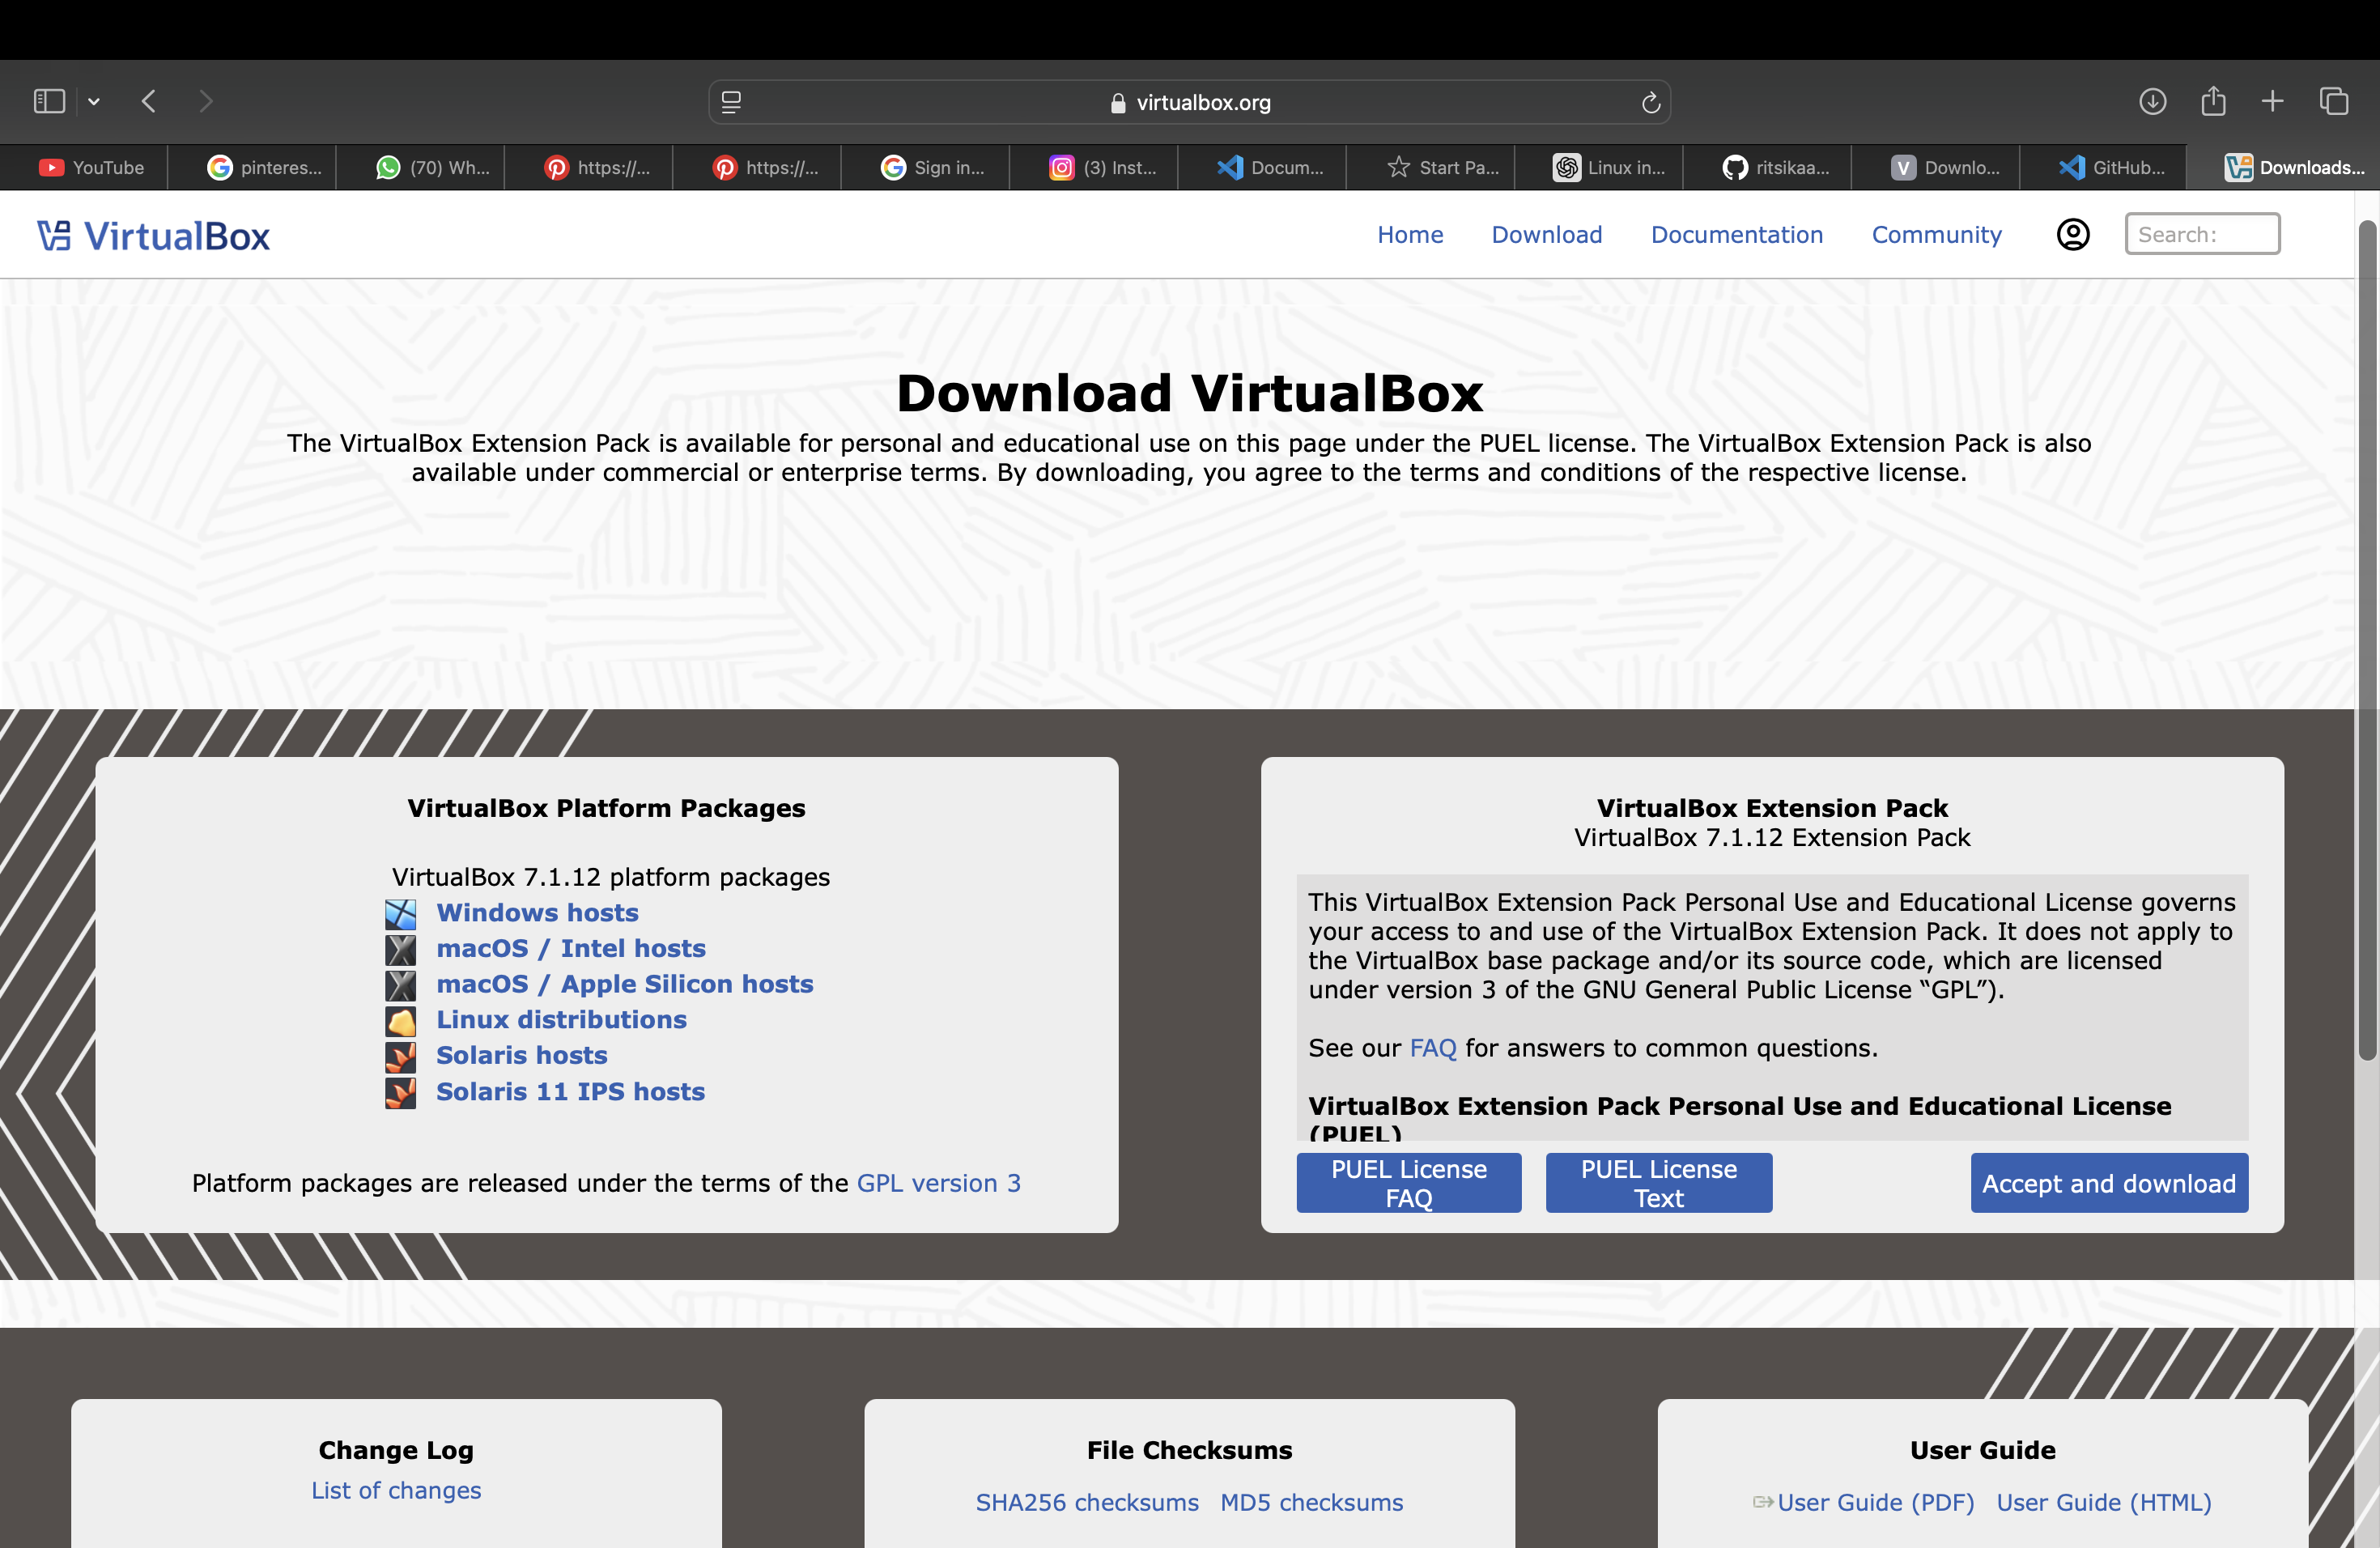 virtualbox.org
YouTube
pinteres...
(70) Wh...
https://...
https://...
Sign in...
(3) Inst...
Docum...
Start Pa...
Linux in...
ritsikaa...
V Downlo...
GitHub...
Downloads...
VirtualBox
Home
Download
Documentation
Community
Search:
Download VirtualBox
The VirtualBox Extension Pack is available for personal and educational use on this page under the PUEL license. The VirtualBox Extension Pack is also
available under commercial or enterprise terms. By downloading, you agree to the terms and conditions of the respective license.
VirtualBox Platform Packages
VirtualBox 7.1.12 platform packages
Windows hosts
macOS / Intel hosts
macOS / Apple Silicon hosts
Linux distributions
Solaris hosts
Solaris 11 IPS hosts
Platform packages are released under the terms of the GPL version 3
VirtualBox Extension Pack
VirtualBox 7.1.12 Extension Pack
This VirtualBox Extension Pack Personal Use and Educational License governs
your access to and use of the VirtualBox Extension Pack. It does not apply to
the VirtualBox base package and/or its source code, which are licensed
under version 3 of the GNU General Public License “GPL”).
See our FAQ for answers to common questions.
VirtualBox Extension Pack Personal Use and Educational License
(PUEL)
PUEL License
FAQ
PUEL License
Text
Accept and download
Change Log
List of changes
File Checksums
SHA256 checksums MD5 checksums
User Guide
User Guide (PDF) User Guide (HTML)